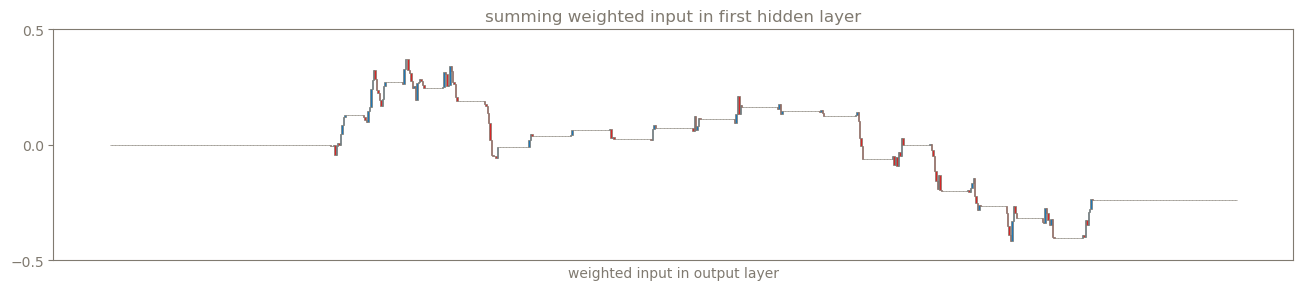 summing weighted input in first hidden layer
0.5
0.0
−0.5
weighted input in output layer